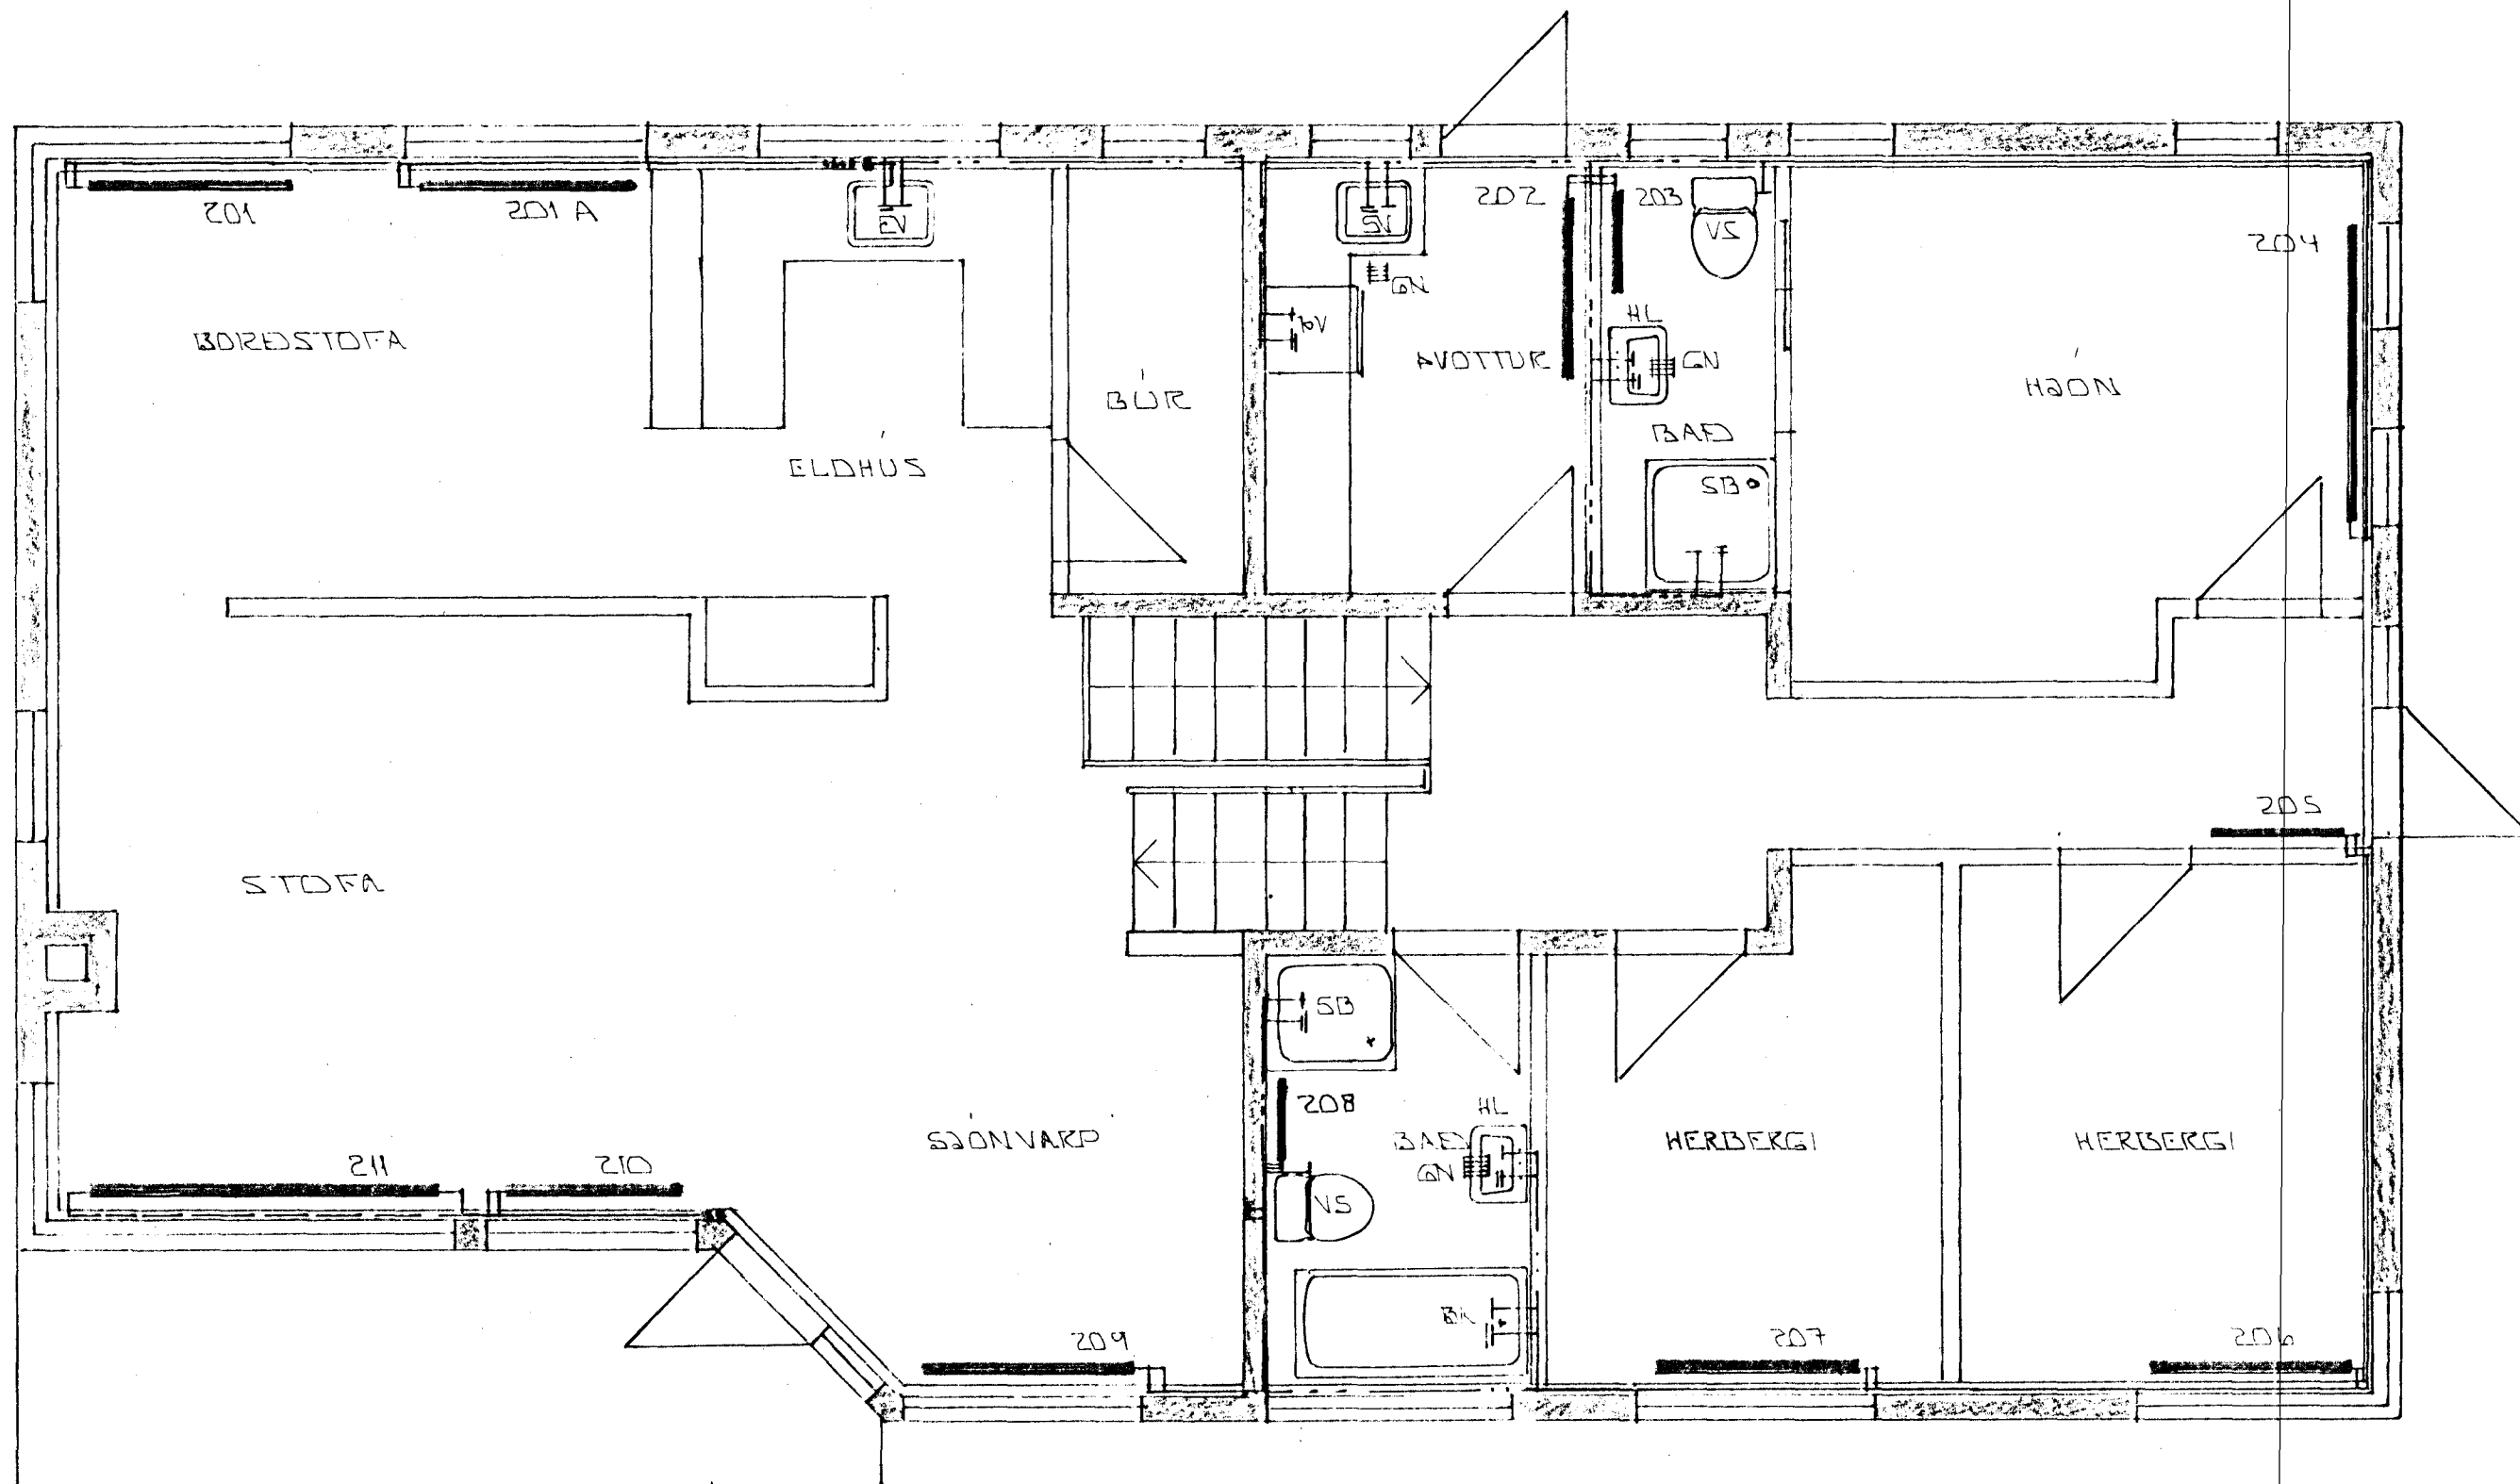 201
201 A
EV
SV
202
203
VS
204
GN
ÞV
HL
BORÐSTOFA
ÞVOTTUR
GN
HJÓN
BÚR
BAÐ
ELDHÚS
SB
205
STOFA
SB
208
HL
SJÓNVARP
BAÐ
HERBERGI
HERBERGI
GN
211
210
VS
BK
209
207
206